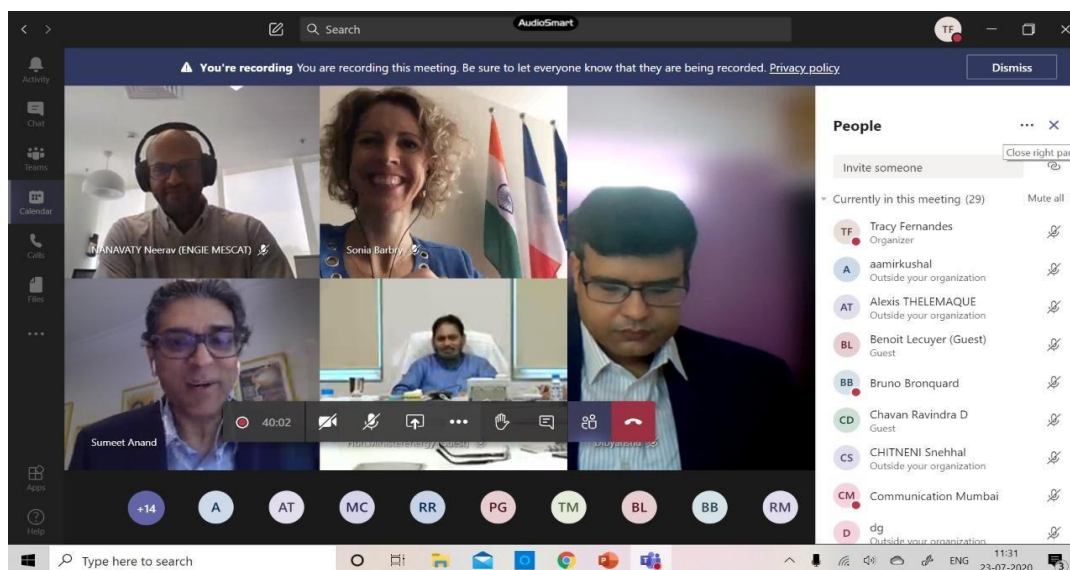 Search
AudioSmart
TF
Activity
Chat
Teams
Calendar
Calls
Files
Apps
Help
You're recording You are recording this meeting. Be sure to let everyone know that they are being recorded. Privacy policy
Dismiss
NANAVATY Neerav (ENGIE MESCAT)
Sonia Barbry
Sumeet Anand
40:02
Dibyanshu
+14
A
AT
MC
RR
PG
TM
BL
BB
RM
People
Close right pa
Invite someone
Currently in this meeting (29)
Mute all
TF
Tracy Fernandes
Organizer
A
aamirkushal
Outside your organization
AT
Alexis THELEMAQUE
Outside your organization
BL
Benoit Lecuyer (Guest)
Guest
BB
Bruno Bronquard
CD
Chavan Ravindra D
Guest
CS
CHITNENI Snehhal
Outside your organization
CM
Communication Mumbai
D
dg
Outside your organization
Type here to search
ENG
11:31
23-07-2020
3